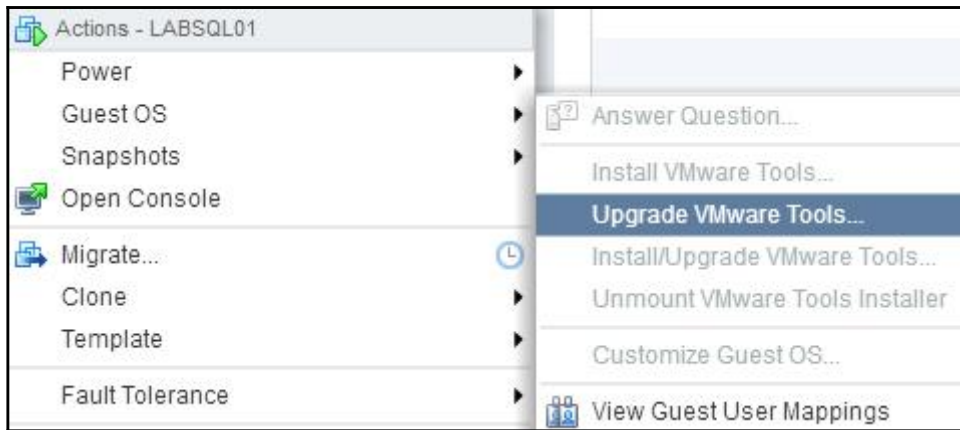 Actions - LABSQL01
Power
Guest OS
Snapshots
Open Console
Migrate...
Clone
Template
Fault Tolerance
Answer Question...
Install VMware Tools...
Upgrade VMware Tools...
Install/Upgrade VMware Tools...
Unmount VMware Tools Installer
Customize Guest OS...
View Guest User Mappings